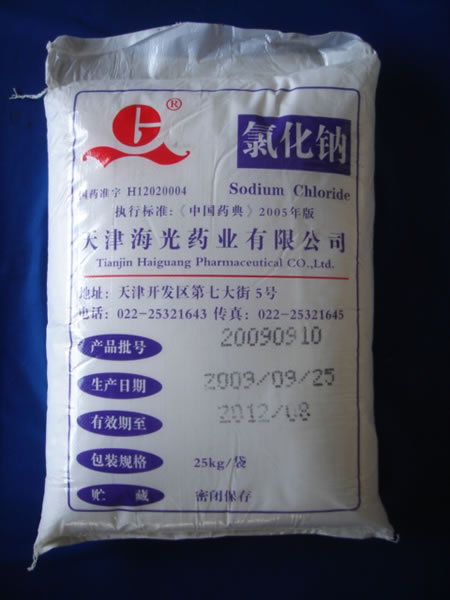 ®
氯化钠
国药准字 H12020004
Sodium Chloride
执行标准:《中国药典》2005年版
天津海光药业有限公司
Tianjin Haiguang Pharmaceutical CO.,Ltd.
地址: 天津开发区第七大街5号
电话: 022-25321643 传真: 022-25321645
产品批号 20090910
生产日期 2009/09/25
有效期至 2012/08
包装规格 25kg/袋
贮 藏 密闭保存